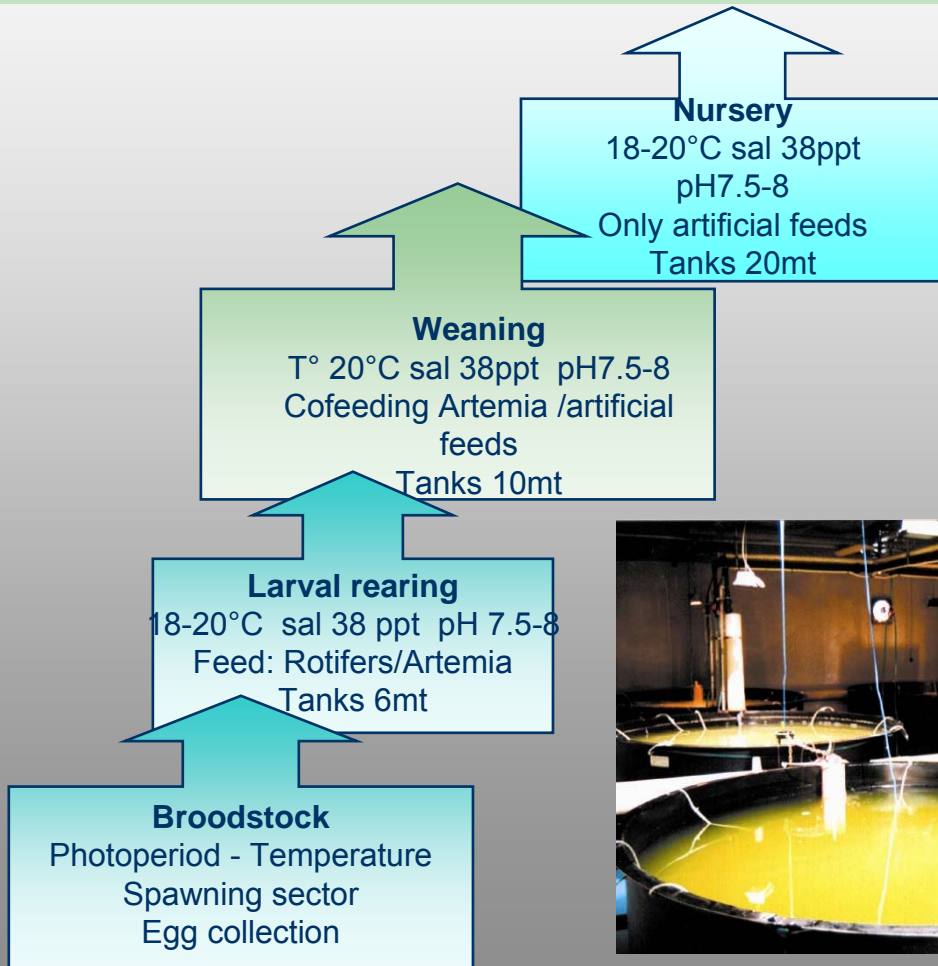 Nursery
18-20°C sal 38ppt
pH7.5-8
Only artificial feeds
Tanks 20mt
Weaning
T° 20°C sal 38ppt pH7.5-8
Cofeeding Artemia /artificial
feeds
Tanks 10mt
Larval rearing
18-20°C sal 38 ppt pH 7.5-8
Feed: Rotifers/Artemia
Tanks 6mt
Broodstock
Photoperiod - Temperature
Spawning sector
Egg collection